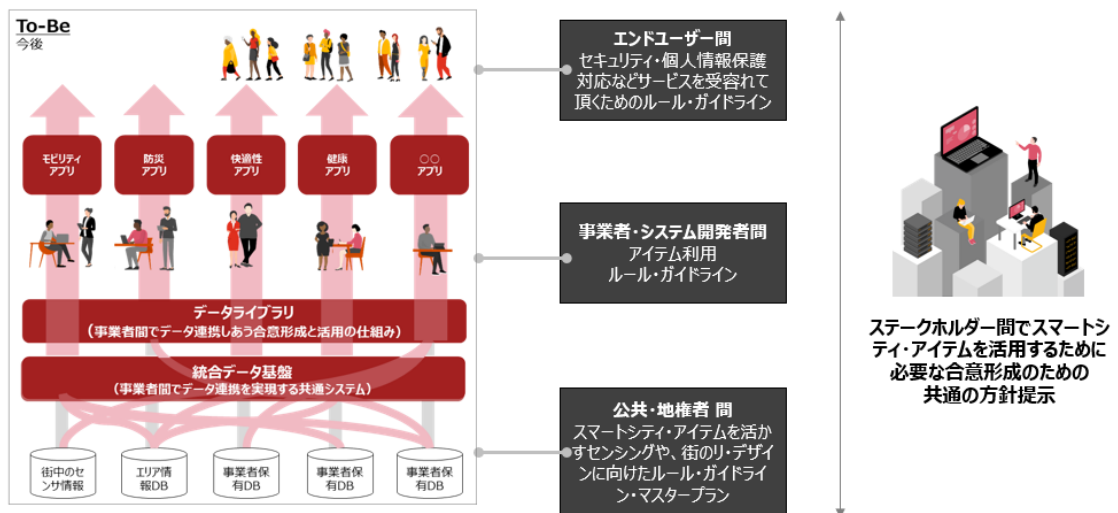 To-Be
今後
モビリティ
アプリ
防災
アプリ
快適性
アプリ
健康
アプリ
○○
アプリ
データライブラリ
（事業者間でデータ連携しあう合意形成と活用の仕組み）
統合データ基盤
（事業者間でデータ連携を実現する共通システム）
街中のセ
ンサ情報
エリア情
報DB
事業者保
有DB
事業者保
有DB
事業者保
有DB
エンドユーザー間
セキュリティ・個人情報保護
対応などサービスを受容れて
頂くためのルール・ガイドライン
事業者・システム開発者間
アイテム利用
ルール・ガイドライン
公共・地権者 間
スマートシティ・アイテムを活か
すセンシングや、街のリ・デザイ
ンに向けたルール・ガイドライ
ン・マスタープラン
ステークホルダー間でスマートシ
ティ・アイテムを活用するために
必要な合意形成のための
共通の方針提示